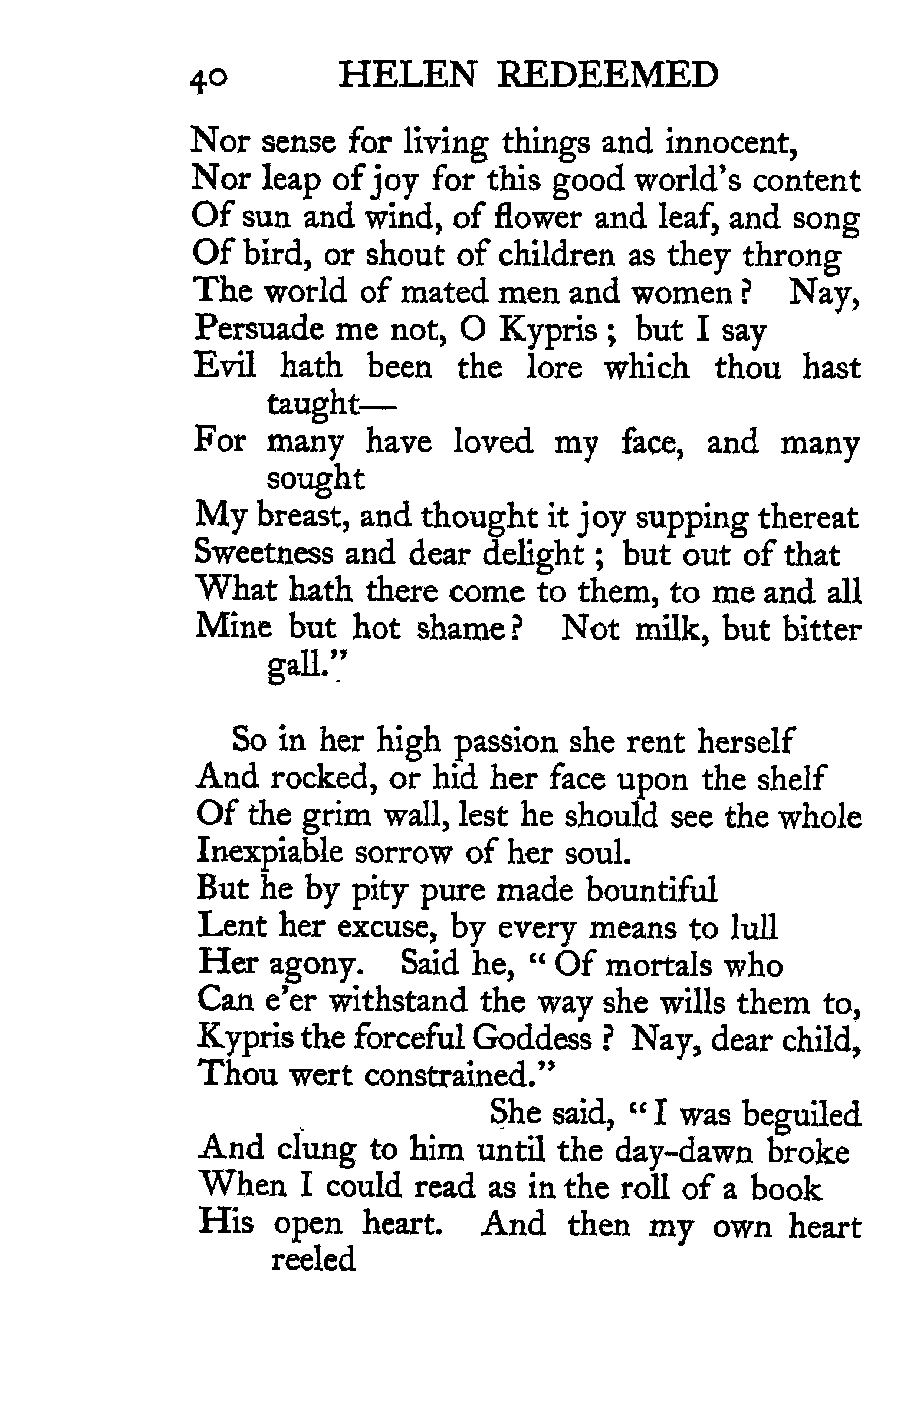 40 HELEN REDEEMED
Nor sense for living things and innocent,
Nor leap of joy for this good world's content
Of sun and wind, of flower and leaf, and song
Of bird, or shout of children as they throng
The world of mated men and women ? Nay,
Persuade me not, O Kypris ; but I say
Evil hath been the lore which thou hast
taught—
For many have loved my face, and many
sought
My breast, and thought it joy supping thereat
Sweetness and dear delight ; but out of that
What hath there come to them, to me and all
Mine but hot shame ? Not milk, but bitter
gall."
So in her high passion she rent herself
And rocked, or hid her face upon the shelf
Of the grim wall, lest he should see the whole
Inexpiable sorrow of her soul.
But he by pity pure made bountiful
Lent her excuse, by every means to lull
Her agony. Said he, " Of mortals who
Can e'er withstand the way she wills them to,
Kypris the forceful Goddess ? Nay, dear child,
Thou wert constrained."
She said, " I was beguiled
And clung to him until the day-dawn broke
When I could read as in the roll of a book
His open heart. And then my own heart
reeled